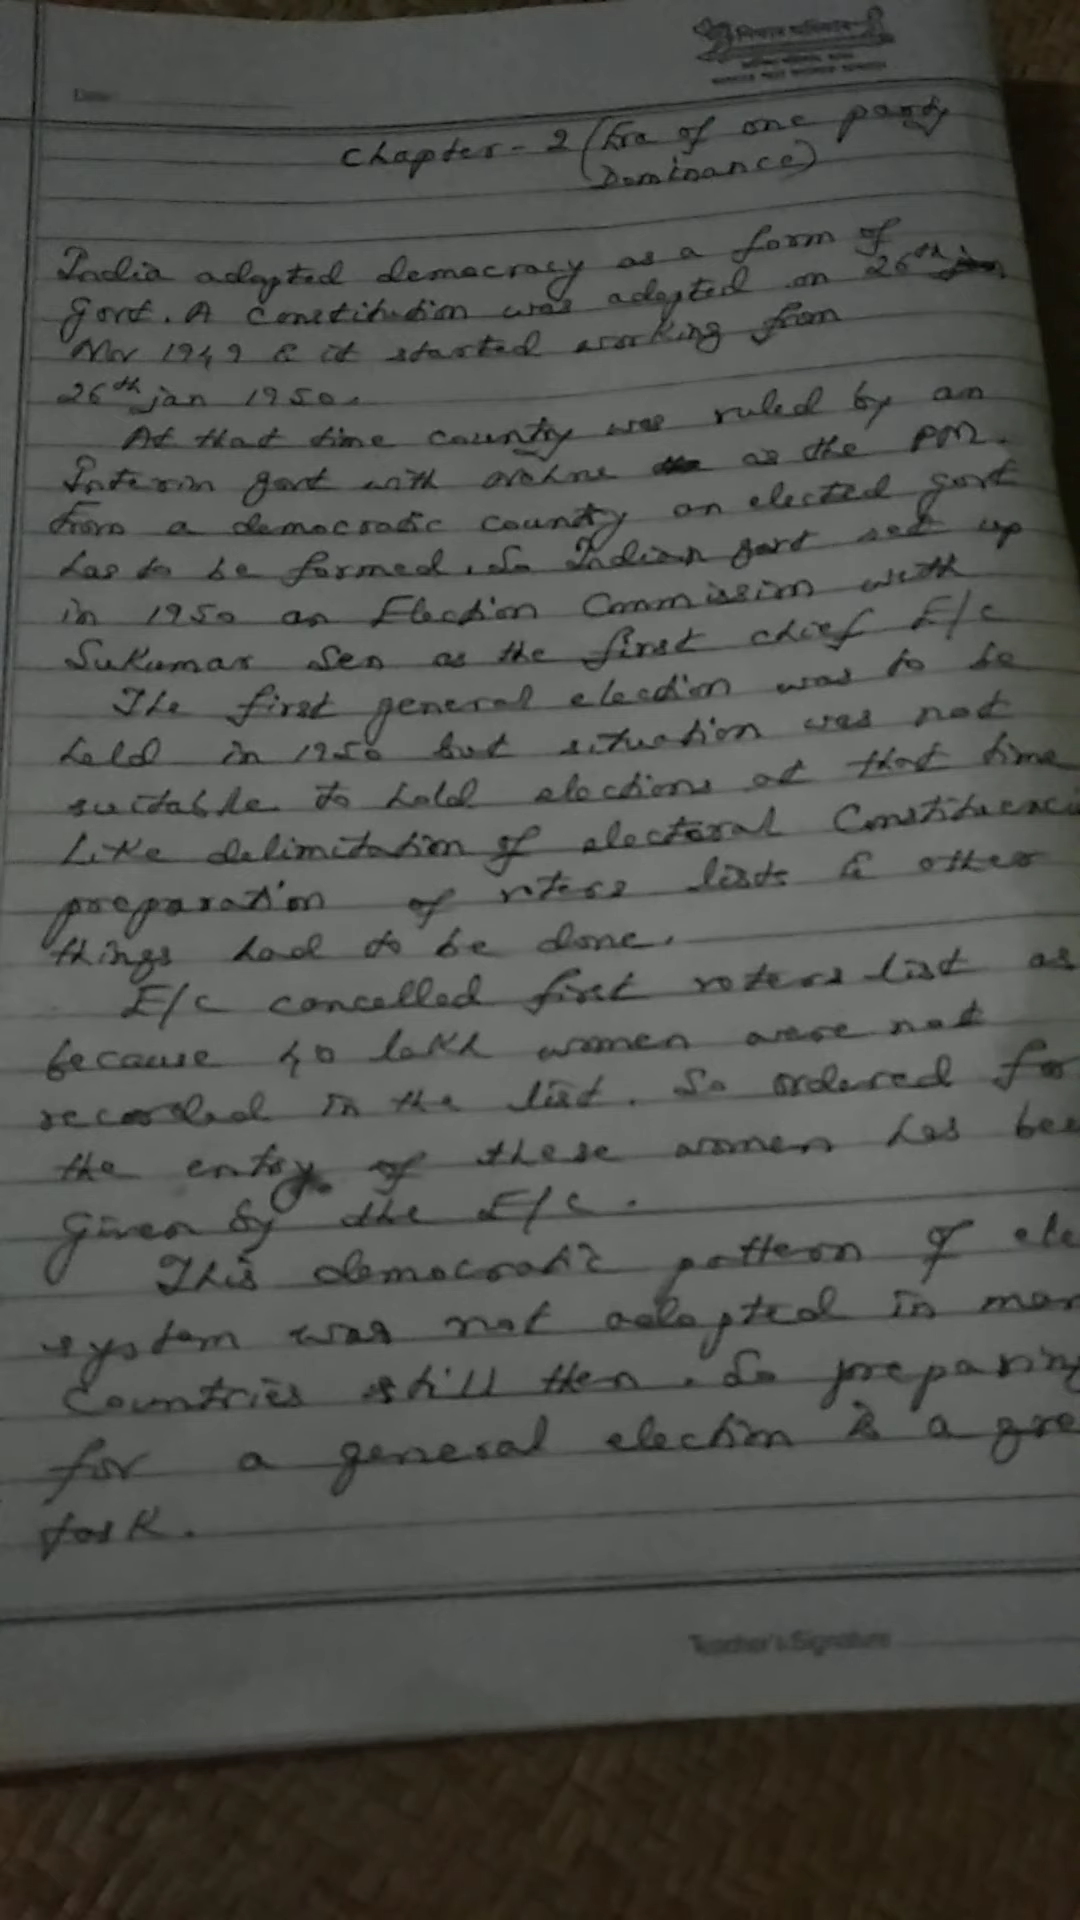 Date
Chapter - 2 (Era of one party
Dominance)
India adopted democracy as a form of
Govt. A Constitution was adopted on 26th
Nov 1949 & it started working from
26th jan 1950.
At that time country was ruled by an
Interim govt with as the PM.
from a democratic country an elected govt
has to be formed. So Indian govt set up
in 1950 an Election Commission with
Sukumar Sen as the first chief E/C
The first general election was to be
held in 1950 but situation was not
suitable to hold elections at that time
Like delimitation of electoral Constituenci
preparation of voters lists & other
things had to be done.
E/C cancelled first voters list as
because 40 lakh women were not
recorded in the list. So ordered for
the entry of these women has bee
given by the E/C.
This democratic pattern of ele
system was not adopted in man
Countries still then. So preparing
for a general election is a gre
task.
Teacher's Signature